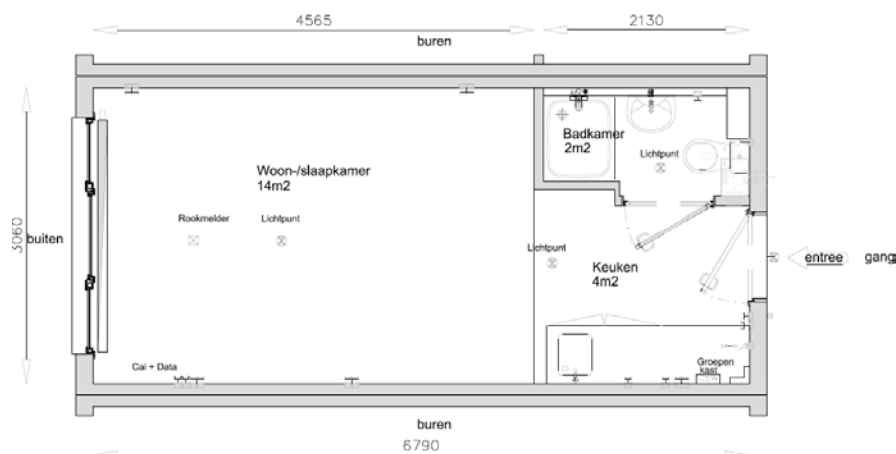 4565
2130
buren
Badkamer
2m2
Lichtpunt
Woon-/slaapkamer
14m2
3060
buiten
Rookmelder
Lichtpunt
Lichtpunt
Keuken
4m2
entree
gang
Cai + Data
Groepen
kast
buren
6790